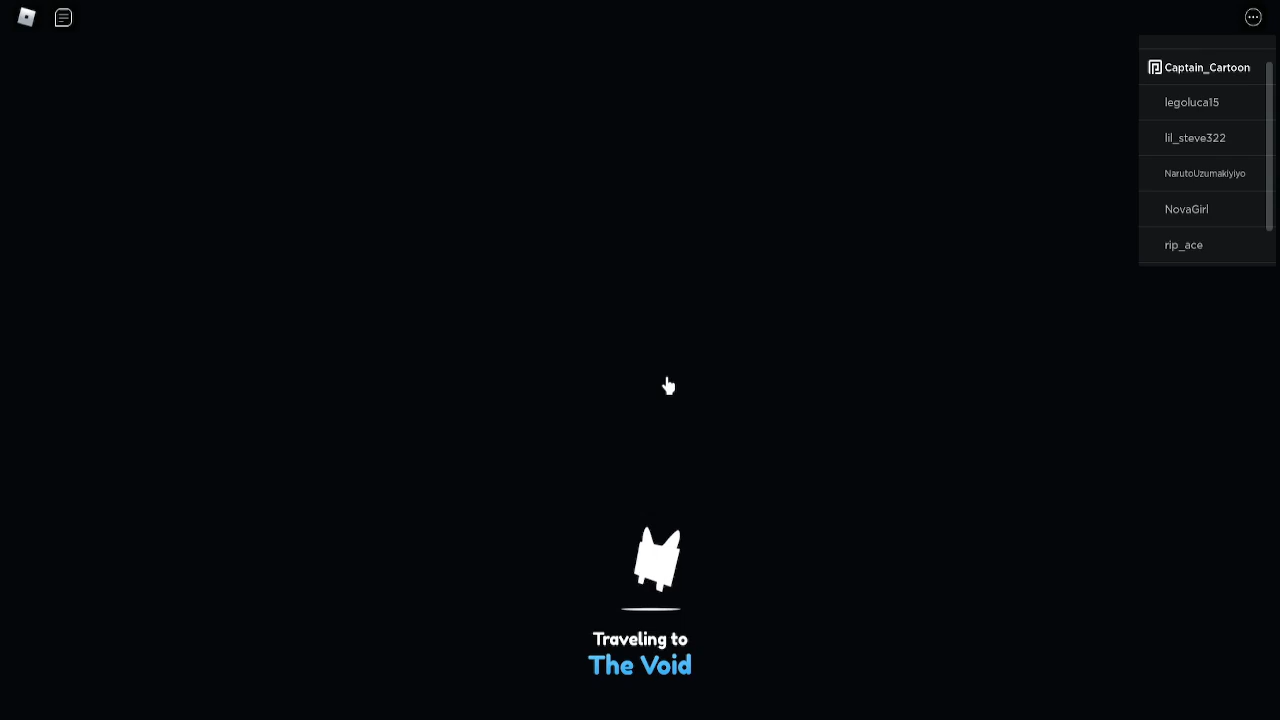 Captain_Cartoon
legoluca15
lil_steve322
NarutoUzumakiyiyo
NovaGirl
rip_ace
Traveling to
The Void